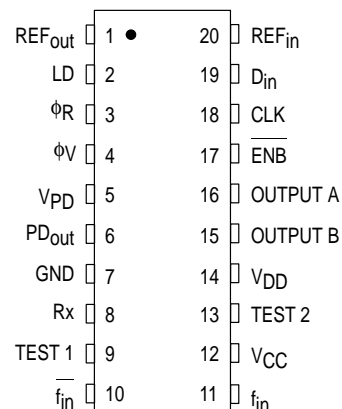 REFout 1 20 REFin
LD 2 19 Din
ϕR 3 18 CLK
ϕV 4 17 E̅N̅B̅
VPD 5 16 OUTPUT A
PDout 6 15 OUTPUT B
GND 7 14 VDD
Rx 8 13 TEST 2
TEST 1 9 12 VCC
f̅i̅n̅ 10 11 fin